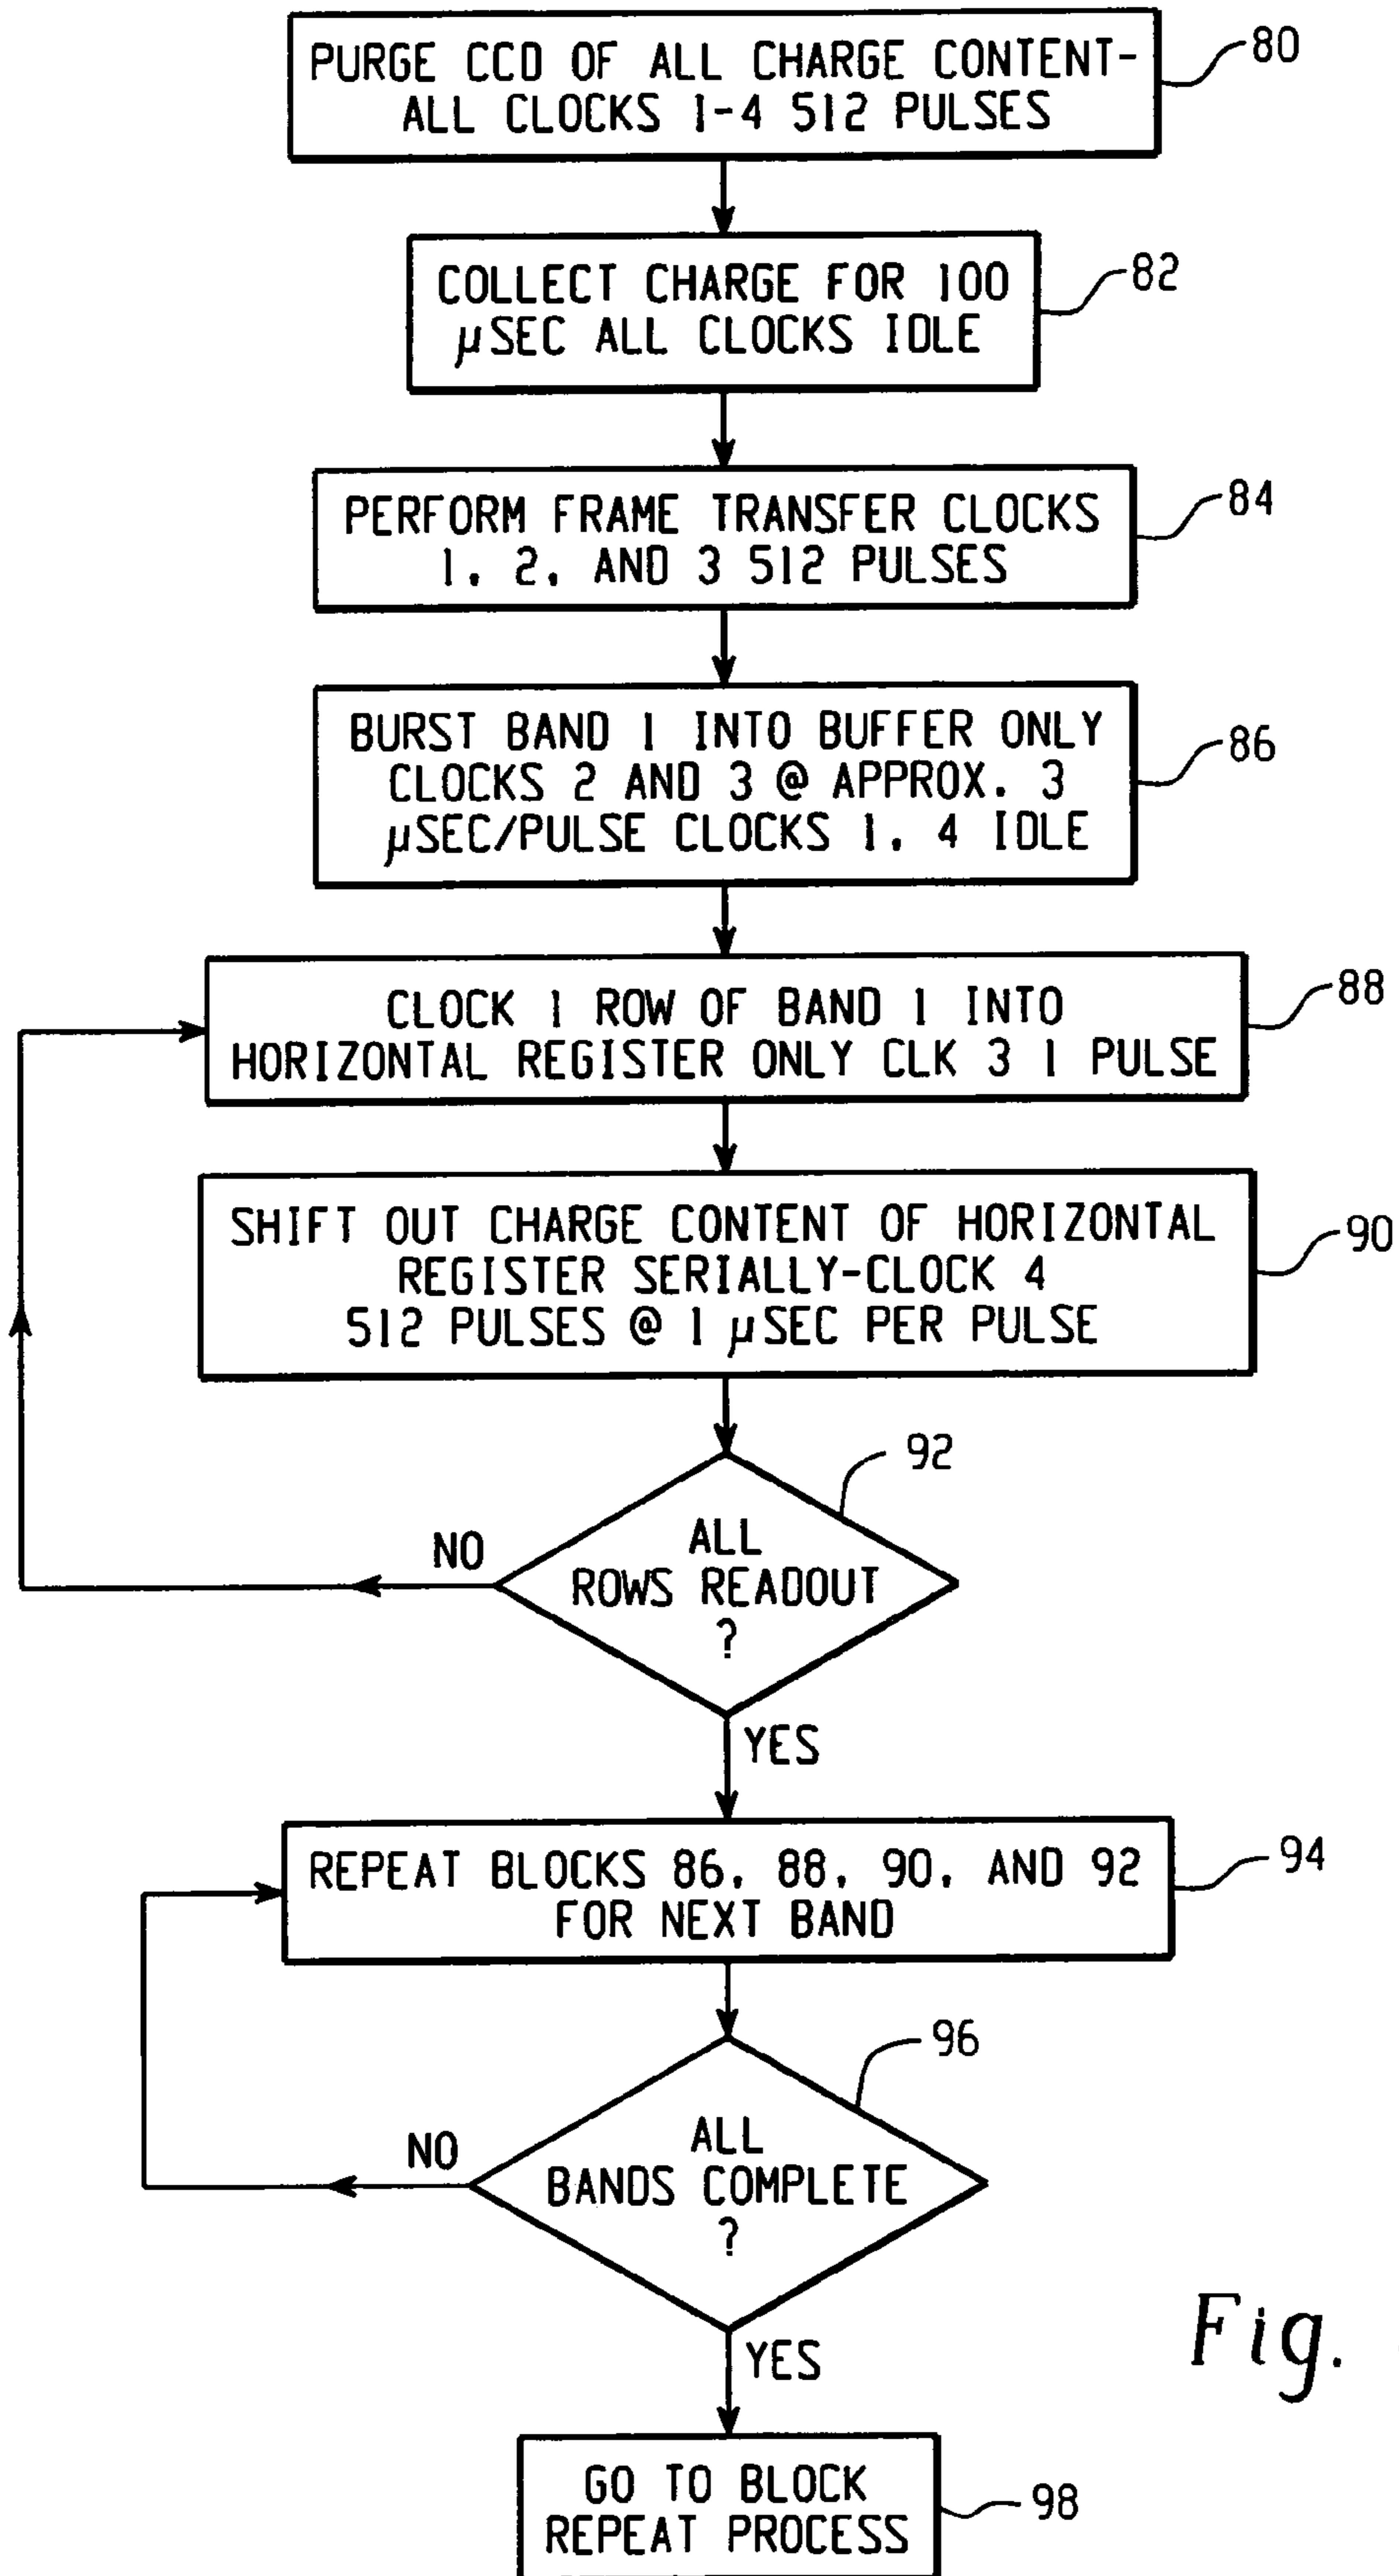 PURGE CCD OF ALL CHARGE CONTENT-
ALL CLOCKS 1-4 512 PULSES
80
COLLECT CHARGE FOR 100
µSEC ALL CLOCKS IDLE
82
PERFORM FRAME TRANSFER CLOCKS
1, 2, AND 3 512 PULSES
84
BURST BAND 1 INTO BUFFER ONLY
CLOCKS 2 AND 3 @ APPROX. 3
µSEC/PULSE CLOCKS 1, 4 IDLE
86
CLOCK 1 ROW OF BAND 1 INTO
HORIZONTAL REGISTER ONLY CLK 3 1 PULSE
88
SHIFT OUT CHARGE CONTENT OF HORIZONTAL
REGISTER SERIALLY-CLOCK 4
512 PULSES @ 1 µSEC PER PULSE
90
92
ALL
ROWS READOUT
?
NO
YES
REPEAT BLOCKS 86, 88, 90, AND 92
FOR NEXT BAND
94
96
ALL
BANDS COMPLETE
?
NO
YES
GO TO BLOCK
REPEAT PROCESS
98
Fig.